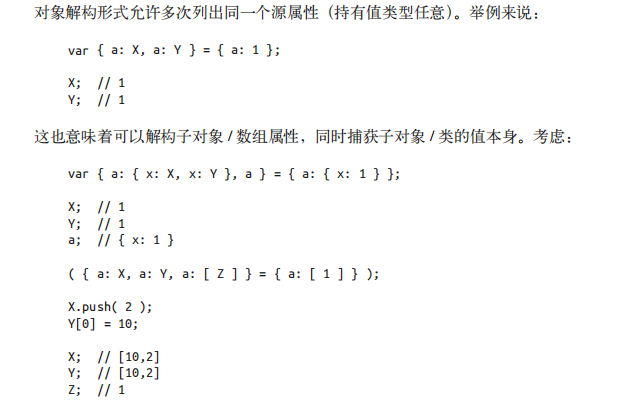 对象解构形式允许多次列出同一个源属性（持有值类型任意）。举例来说：
var { a: X, a: Y } = { a: 1 };
X;  // 1
Y;  // 1
这也意味着可以解构子对象 / 数组属性，同时捕获子对象 / 类的值本身。考虑：
var { a: { x: X, x: Y }, a } = { a: { x: 1 } };
X;  // 1
Y;  // 1
a;  // { x: 1 }
( { a: X, a: Y, a: [ Z ] } = { a: [ 1 ] } );
X.push( 2 );
Y[0] = 10;
X;  // [10,2]
Y;  // [10,2]
Z;  // 1